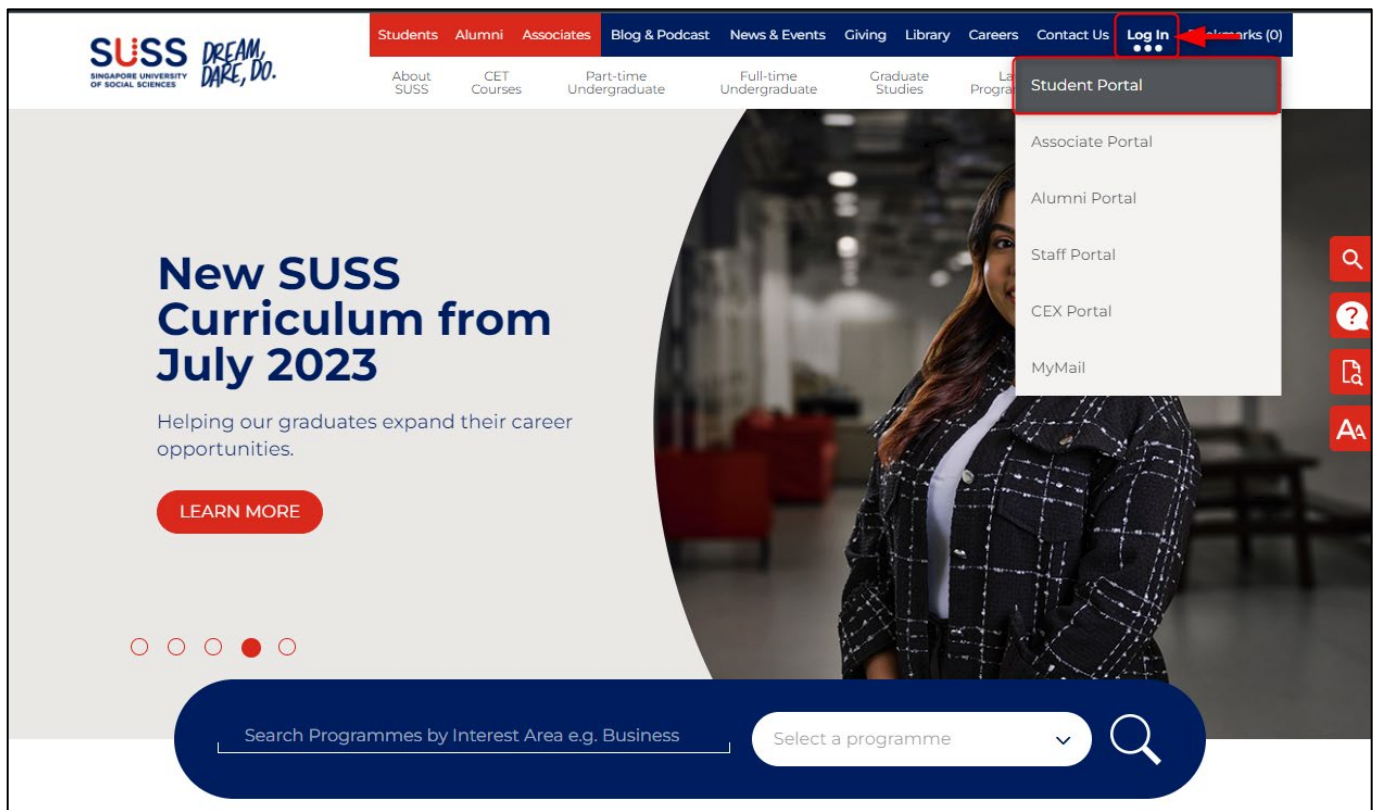 SUSS
SINGAPORE UNIVERSITY
OF SOCIAL SCIENCES
DREAM,
DARE, DO.
Students Alumni Associates Blog & Podcast News & Events Giving Library Careers Contact Us Log In (0)
About
SUSS
CET
Courses
Part-time
Undergraduate
Full-time
Undergraduate
Graduate
Studies
Student Portal
Associate Portal
Alumni Portal
Staff Portal
CEX Portal
MyMail
New SUSS
Curriculum from
July 2023
Helping our graduates expand their career
opportunities.
LEARN MORE
?
AA
Search Programmes by Interest Area e.g. Business
Select a programme